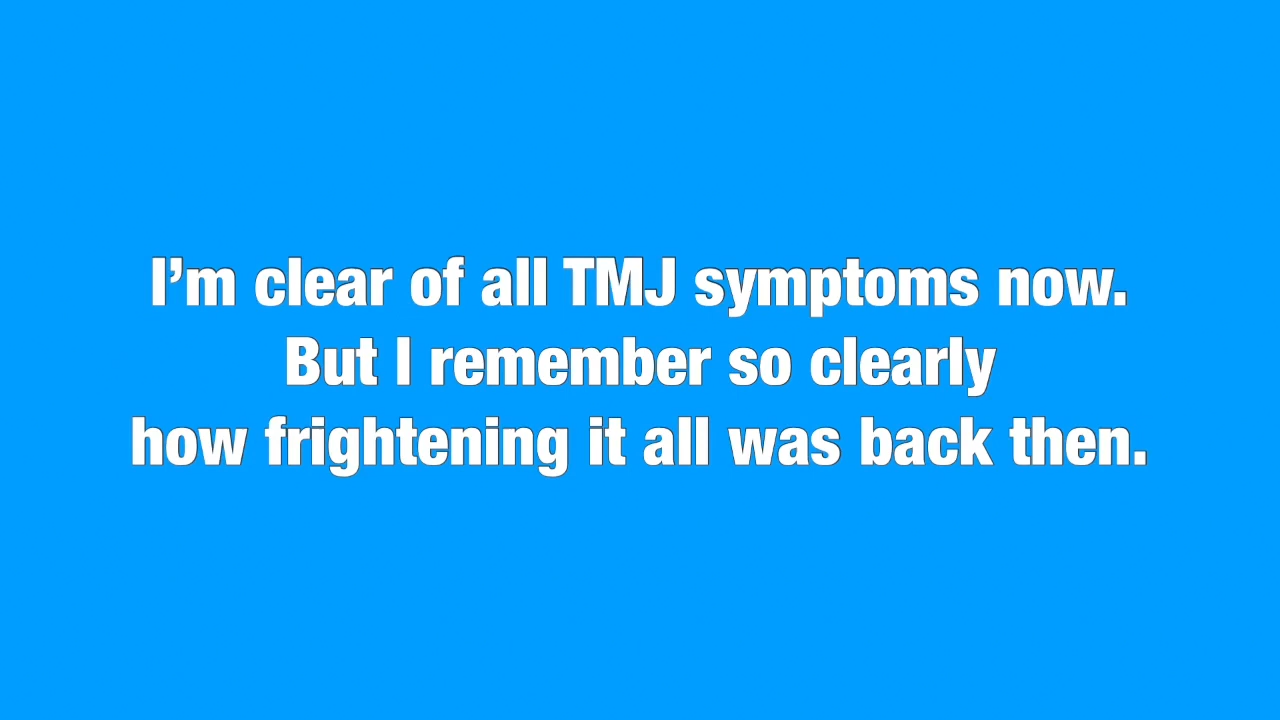 I’m clear of all TMJ symptoms now.
But I remember so clearly
how frightening it all was back then.